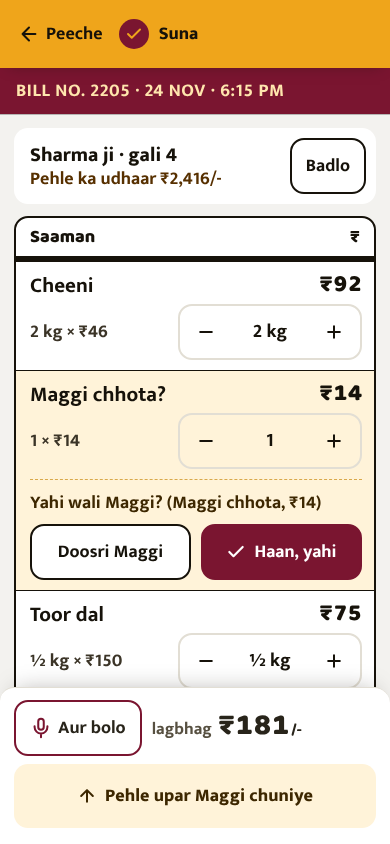 Peeche Suna
BILL NO. 2205 · 24 NOV · 6:15 PM
Sharma ji · gali 4
Pehle ka udhaar ₹2,416/-
Badlo
Saaman ₹
Cheeni ₹92
2 kg × ₹46 − 2 kg +
Maggi chhota? ₹14
1 × ₹14 − 1 +
Yahi wali Maggi? (Maggi chhota, ₹14)
Doosri Maggi Haan, yahi
Toor dal ₹75
½ kg × ₹150 − ½ kg +
Aur bolo lagbhag ₹181/-
Pehle upar Maggi chuniye